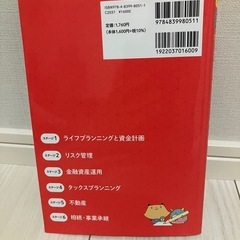 ISBN978-4-8399-8051-1
C2037 ¥1600E
定価：1,760円
(本体1,600円+税10%)
9784839980511
1922037016009
ステージ1 ライフプランニングと資金計画
ステージ2 リスク管理
ステージ3 金融資産運用
ステージ4 タックスプランニング
ステージ5 不動産
ステージ6 相続・事業承継